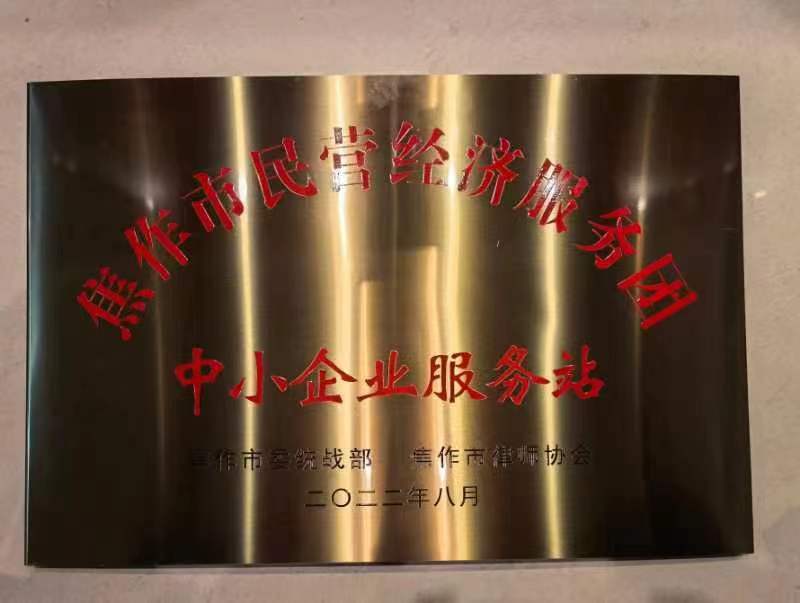 焦作市民营经济服务团
中小企业服务站
焦作市委统战部 焦作市律师协会
二〇二二年八月